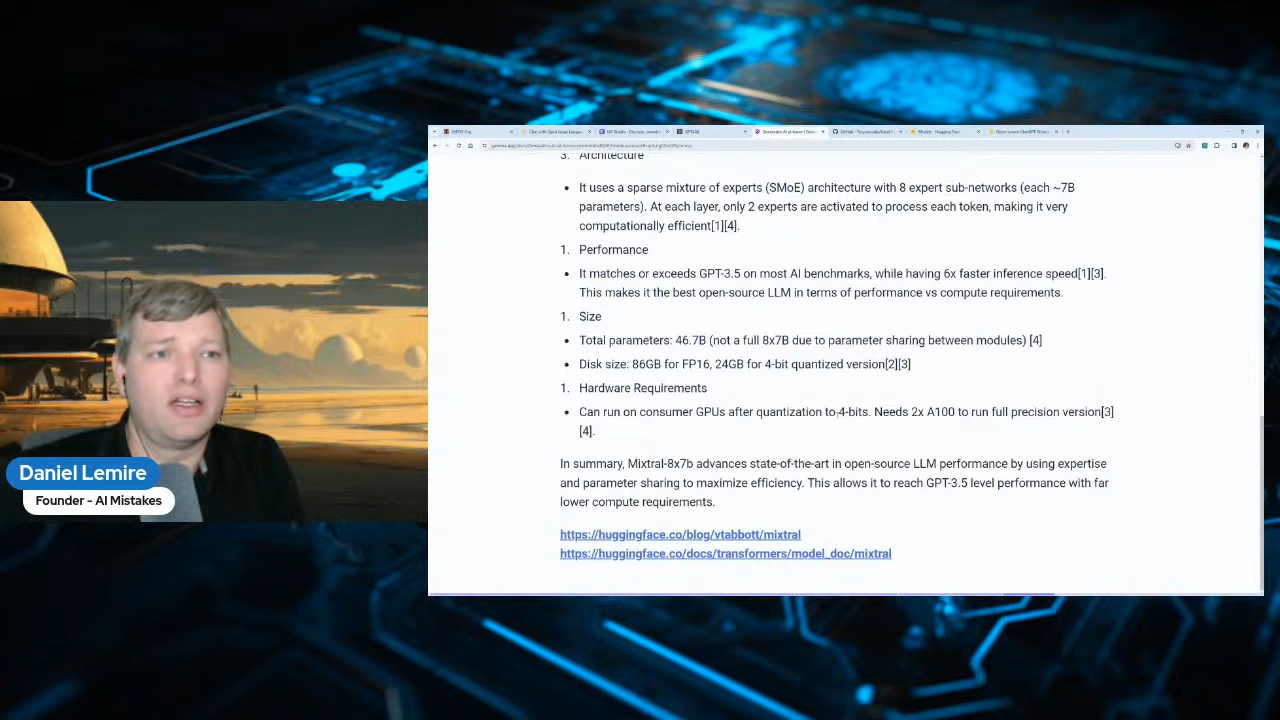 3. Architecture
• It uses a sparse mixture of experts (SMoE) architecture with 8 expert sub-networks (each ~7B
parameters). At each layer, only 2 experts are activated to process each token, making it very
computationally efficient[1][4].
1. Performance
• It matches or exceeds GPT-3.5 on most AI benchmarks, while having 6x faster inference speed[1][3].
This makes it the best open-source LLM in terms of performance vs compute requirements.
1. Size
• Total parameters: 46.7B (not a full 8x7B due to parameter sharing between modules) [4]
• Disk size: 86GB for FP16, 24GB for 4-bit quantized version[2][3]
1. Hardware Requirements
• Can run on consumer GPUs after quantization to 4-bits. Needs 2x A100 to run full precision version[3]
[4].
In summary, Mixtral-8x7b advances state-of-the-art in open-source LLM performance by using expertise
and parameter sharing to maximize efficiency. This allows it to reach GPT-3.5 level performance with far
lower compute requirements.
https://huggingface.co/blog/vtabbott/mixtral
https://huggingface.co/docs/transformers/model_doc/mixtral
Daniel Lemire
Founder - AI Mistakes